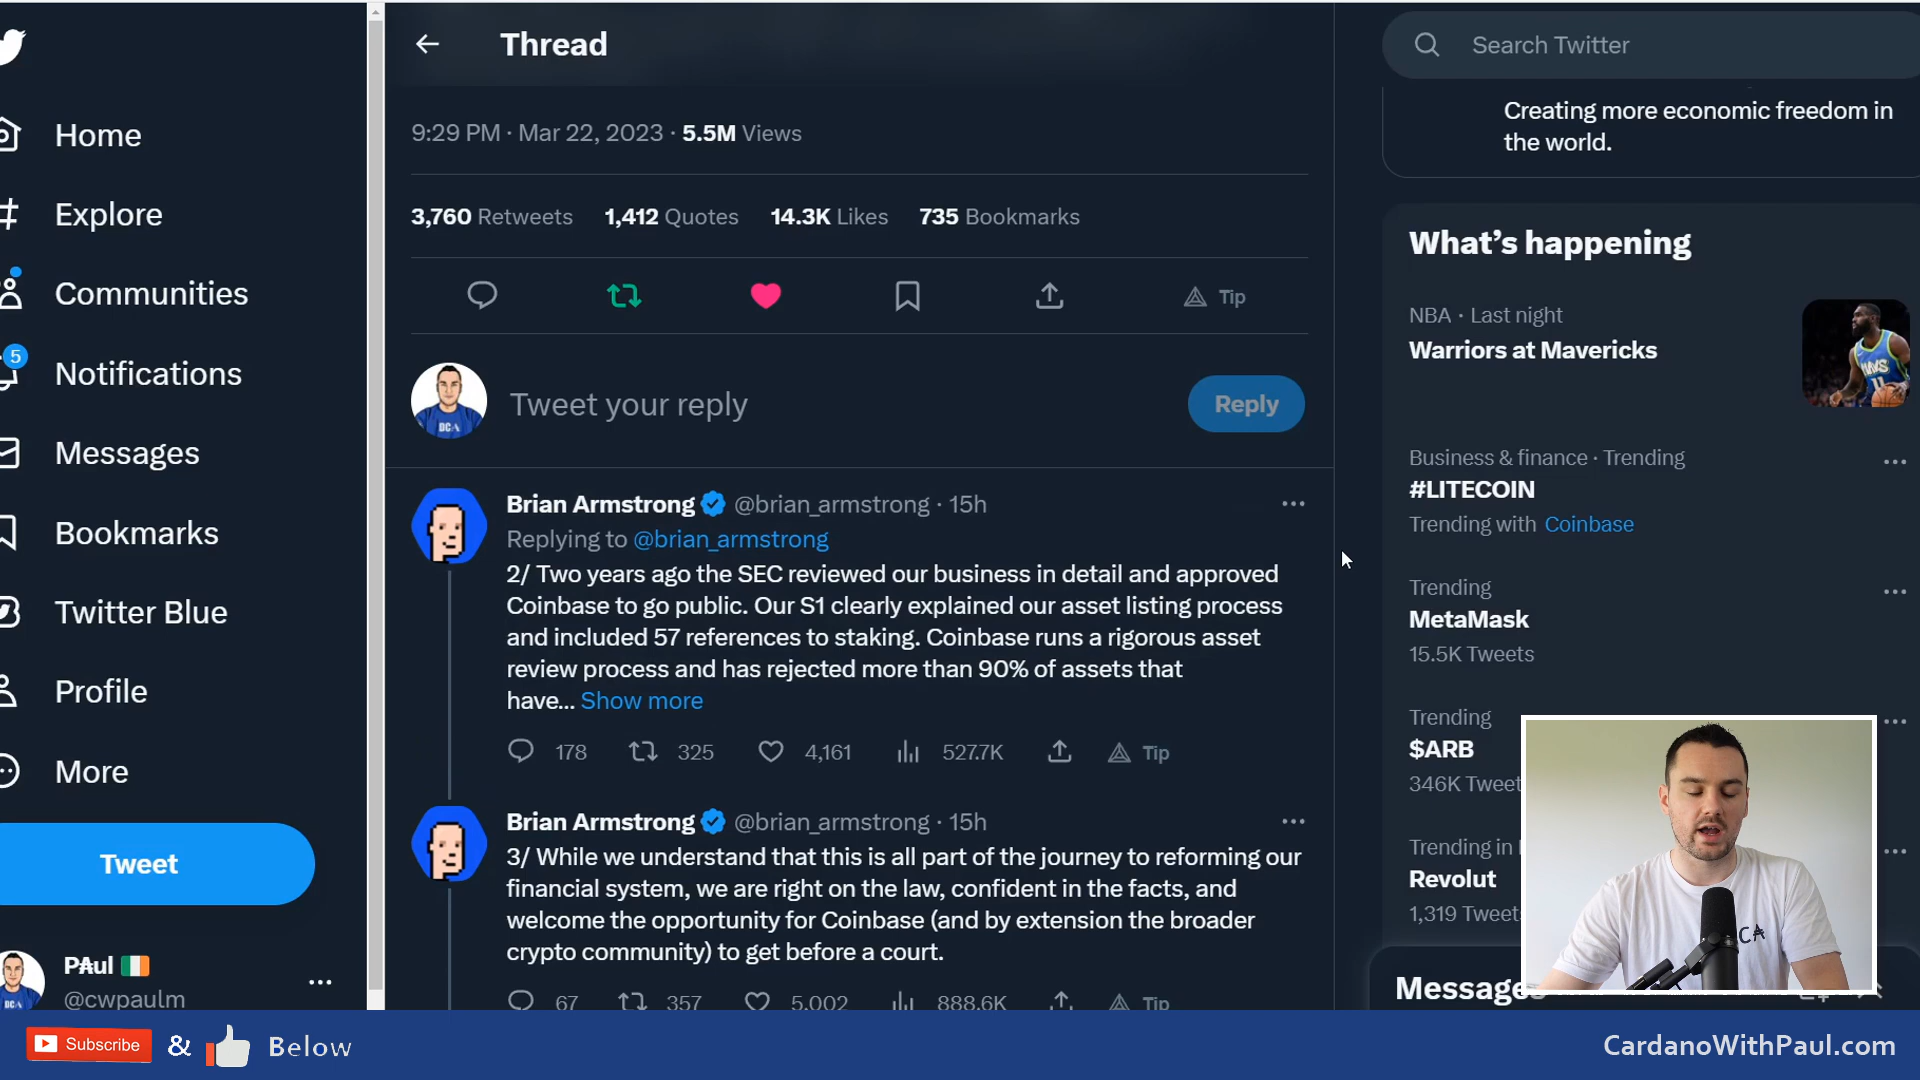 Thread
Search Twitter
Creating more economic freedom in
the world.
Home
Explore
Communities
5
Notifications
Messages
Bookmarks
Twitter Blue
Profile
More
Tweet
P₳ul
@cwpaulm
9:29 PM · Mar 22, 2023 · 5.5M Views
3,760 Retweets 1,412 Quotes 14.3K Likes 735 Bookmarks
Tip
DCA
Tweet your reply
Reply
Brian Armstrong @brian_armstrong · 15h
Replying to @brian_armstrong
2/ Two years ago the SEC reviewed our business in detail and approved
Coinbase to go public. Our S1 clearly explained our asset listing process
and included 57 references to staking. Coinbase runs a rigorous asset
review process and has rejected more than 90% of assets that
have... Show more
178 325 4,161 527.7K Tip
Brian Armstrong @brian_armstrong · 15h
3/ While we understand that this is all part of the journey to reforming our
financial system, we are right on the law, confident in the facts, and
welcome the opportunity for Coinbase (and by extension the broader
crypto community) to get before a court.
67 357 5,002 888.6K Tip
What's happening
NBA · Last night
Warriors at Mavericks
Business & finance · Trending
#LITECOIN
Trending with Coinbase
Trending
MetaMask
15.5K Tweets
Trending
$ARB
346K Tweet
Trending in
Revolut
1,319 Tweet
Messages
Subscribe & Below
CardanoWithPaul.com